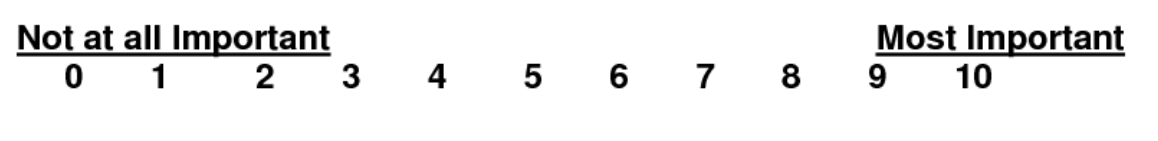 Not at all Important Most Important
0 1 2 3 4 5 6 7 8 9 10